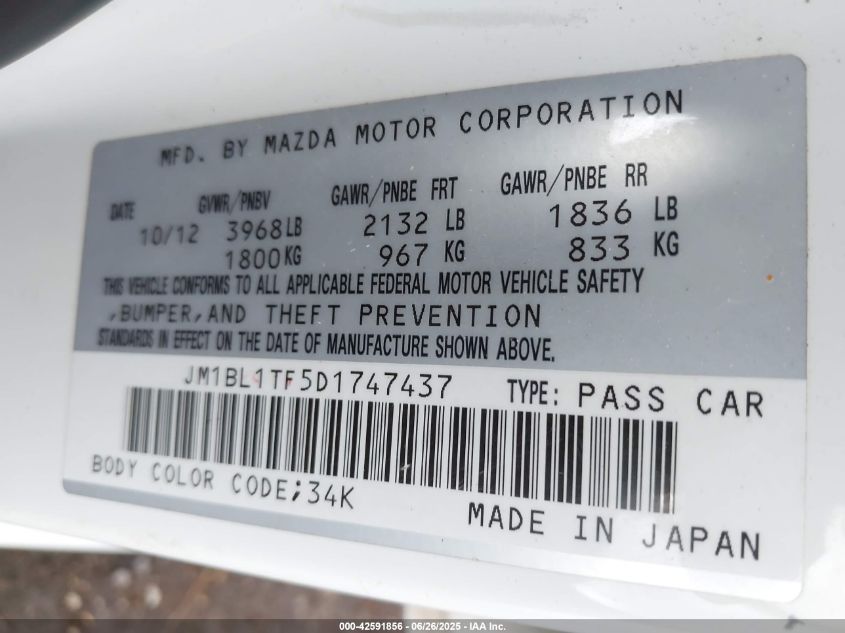 MFD. BY MAZDA MOTOR CORPORATION
DATE GVWR/PNBV GAWR/PNBE FRT GAWR/PNBE RR
10/12 3968LB 2132 LB 1836 LB
1800KG 967 KG 833 KG
THIS VEHICLE CONFORMS TO ALL APPLICABLE FEDERAL MOTOR VEHICLE SAFETY
,BUMPER,AND THEFT PREVENTION
STANDARDS IN EFFECT ON THE DATE OF MANUFACTURE SHOWN ABOVE.
JM1BL1TF5D1747437 TYPE: PASS CAR
BODY COLOR CODE;34K
MADE IN JAPAN
000-42591856 - 06/26/2025 - IAA Inc.